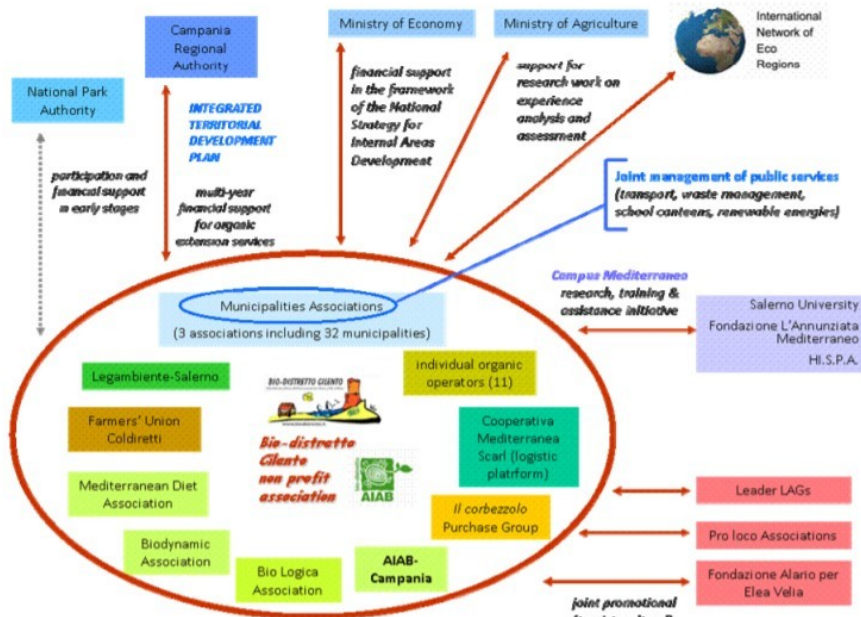 Campania
Regional
Authority
Ministry of Economy
Ministry of Agriculture
International
Network of
Eco
Regions
National Park
Authority
INTEGRATED
TERRITORIAL
DEVELOPMENT
PLAN
financial support
in the framework
of the National
Strategy for
Internal Areas
Development
support for
research work on
experience
analysis and
assessment
participation and
financial support
in early stages
multi-year
financial support
for organic
extension services
Joint management of public services
(transport, waste management,
school canteens, renewable energies)
Campus Mediterraneo
research, training &
assistance initiative
Salerno University
Fondazione L'Annunziata
Mediterraneo
HI.S.P.A.
Municipalities Associations
(3 associations including 32 municipalities)
Legambiente-Salerno
individual organic
operators (11)
BIO-DISTRETTO CILENTO
Farmers' Union
Coldiretti
Bio-distretto
Cilento
non profit
association
AIAB
Cooperativa
Mediterranea
Scarl (logistic
platrform)
Mediterranean Diet
Association
Il corbezzolo
Purchase Group
Biodynamic
Association
Bio Logica
Association
AIAB-
Campania
Leader LAGs
Pro loco Associations
Fondazione Alario per
Elea Velia
joint promotional